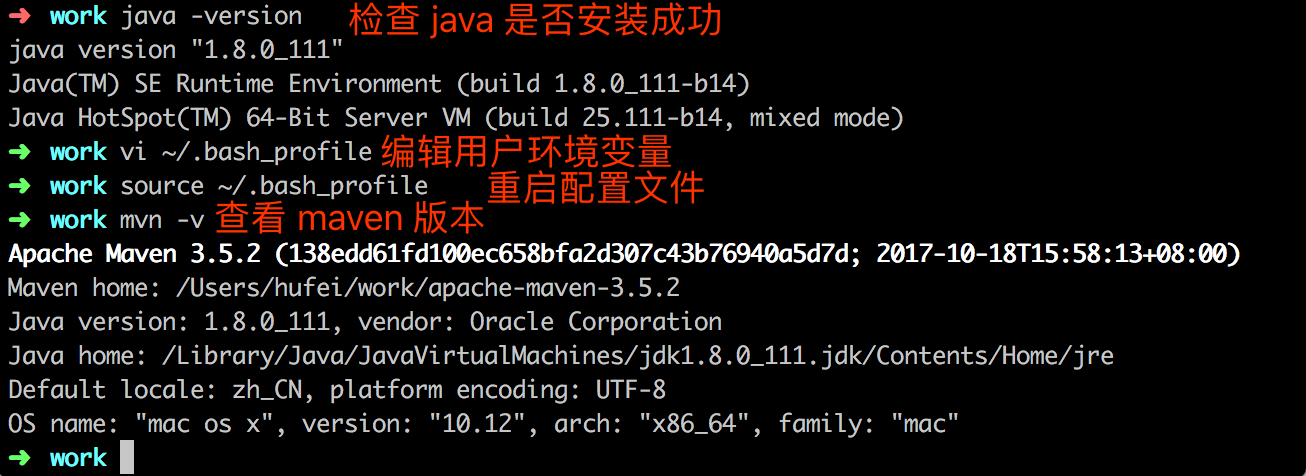 ➜ work java -version 检查 java 是否安装成功
java version "1.8.0_111"
Java(TM) SE Runtime Environment (build 1.8.0_111-b14)
Java HotSpot(TM) 64-Bit Server VM (build 25.111-b14, mixed mode)
➜ work vi ~/.bash_profile 编辑用户环境变量
➜ work source ~/.bash_profile 重启配置文件
➜ work mvn -v 查看 maven 版本
Apache Maven 3.5.2 (138edd61fd100ec658bfa2d307c43b76940a5d7d; 2017-10-18T15:58:13+08:00)
Maven home: /Users/hufei/work/apache-maven-3.5.2
Java version: 1.8.0_111, vendor: Oracle Corporation
Java home: /Library/Java/JavaVirtualMachines/jdk1.8.0_111.jdk/Contents/Home/jre
Default locale: zh_CN, platform encoding: UTF-8
OS name: "mac os x", version: "10.12", arch: "x86_64", family: "mac"
➜ work